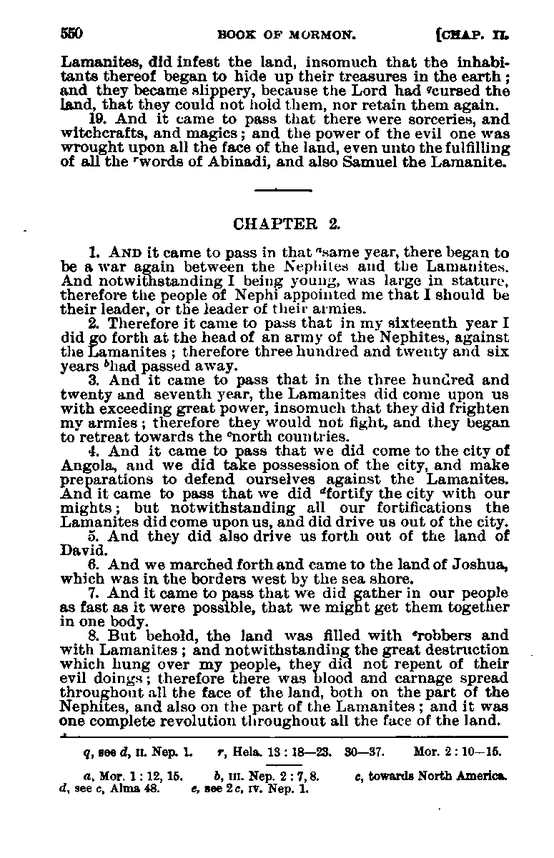 550 BOOK OF MORMON. [CHAP. II.
Lamanites, did infest the land, insomuch that the inhabi-
tants thereof began to hide up their treasures in the earth;
and they became slippery, because the Lord had qcursed the
land, that they could not hold them, nor retain them again.
19. And it came to pass that there were sorceries, and
witchcrafts, and magics; and the power of the evil one was
wrought upon all the face of the land, even unto the fulfilling
of all the rwords of Abinadi, and also Samuel the Lamanite.
CHAPTER 2.
1. AND it came to pass in that asame year, there began to
be a war again between the Nephites and the Lamanites.
And notwithstanding I being young, was large in stature,
therefore the people of Nephi appointed me that I should be
their leader, or the leader of their armies.
2. Therefore it came to pass that in my sixteenth year I
did go forth at the head of an army of the Nephites, against
the Lamanites; therefore three hundred and twenty and six
years bhad passed away.
3. And it came to pass that in the three hundred and
twenty and seventh year, the Lamanites did come upon us
with exceeding great power, insomuch that they did frighten
my armies; therefore they would not fight, and they began
to retreat towards the cnorth countries.
4. And it came to pass that we did come to the city of
Angola, and we did take possession of the city, and make
preparations to defend ourselves against the Lamanites.
And it came to pass that we did dfortify the city with our
mights; but notwithstanding all our fortifications the
Lamanites did come upon us, and did drive us out of the city.
5. And they did also drive us forth out of the land of
David.
6. And we marched forth and came to the land of Joshua,
which was in the borders west by the sea shore.
7. And it came to pass that we did gather in our people
as fast as it were possible, that we might get them together
in one body.
8. But behold, the land was filled with erobbers and
with Lamanites; and notwithstanding the great destruction
which hung over my people, they did not repent of their
evil doings; therefore there was blood and carnage spread
throughout all the face of the land, both on the part of the
Nephites, and also on the part of the Lamanites; and it was
one complete revolution throughout all the face of the land.
q, see d, II. Nep. 1. r, Hela. 13:18—23. 30—37. Mor. 2:10—15.
a, Mor. 1:12, 15. b, III. Nep. 2:7, 8. c, towards North America.
d, see c, Alma 48. e, see 2c, IV. Nep. 1.